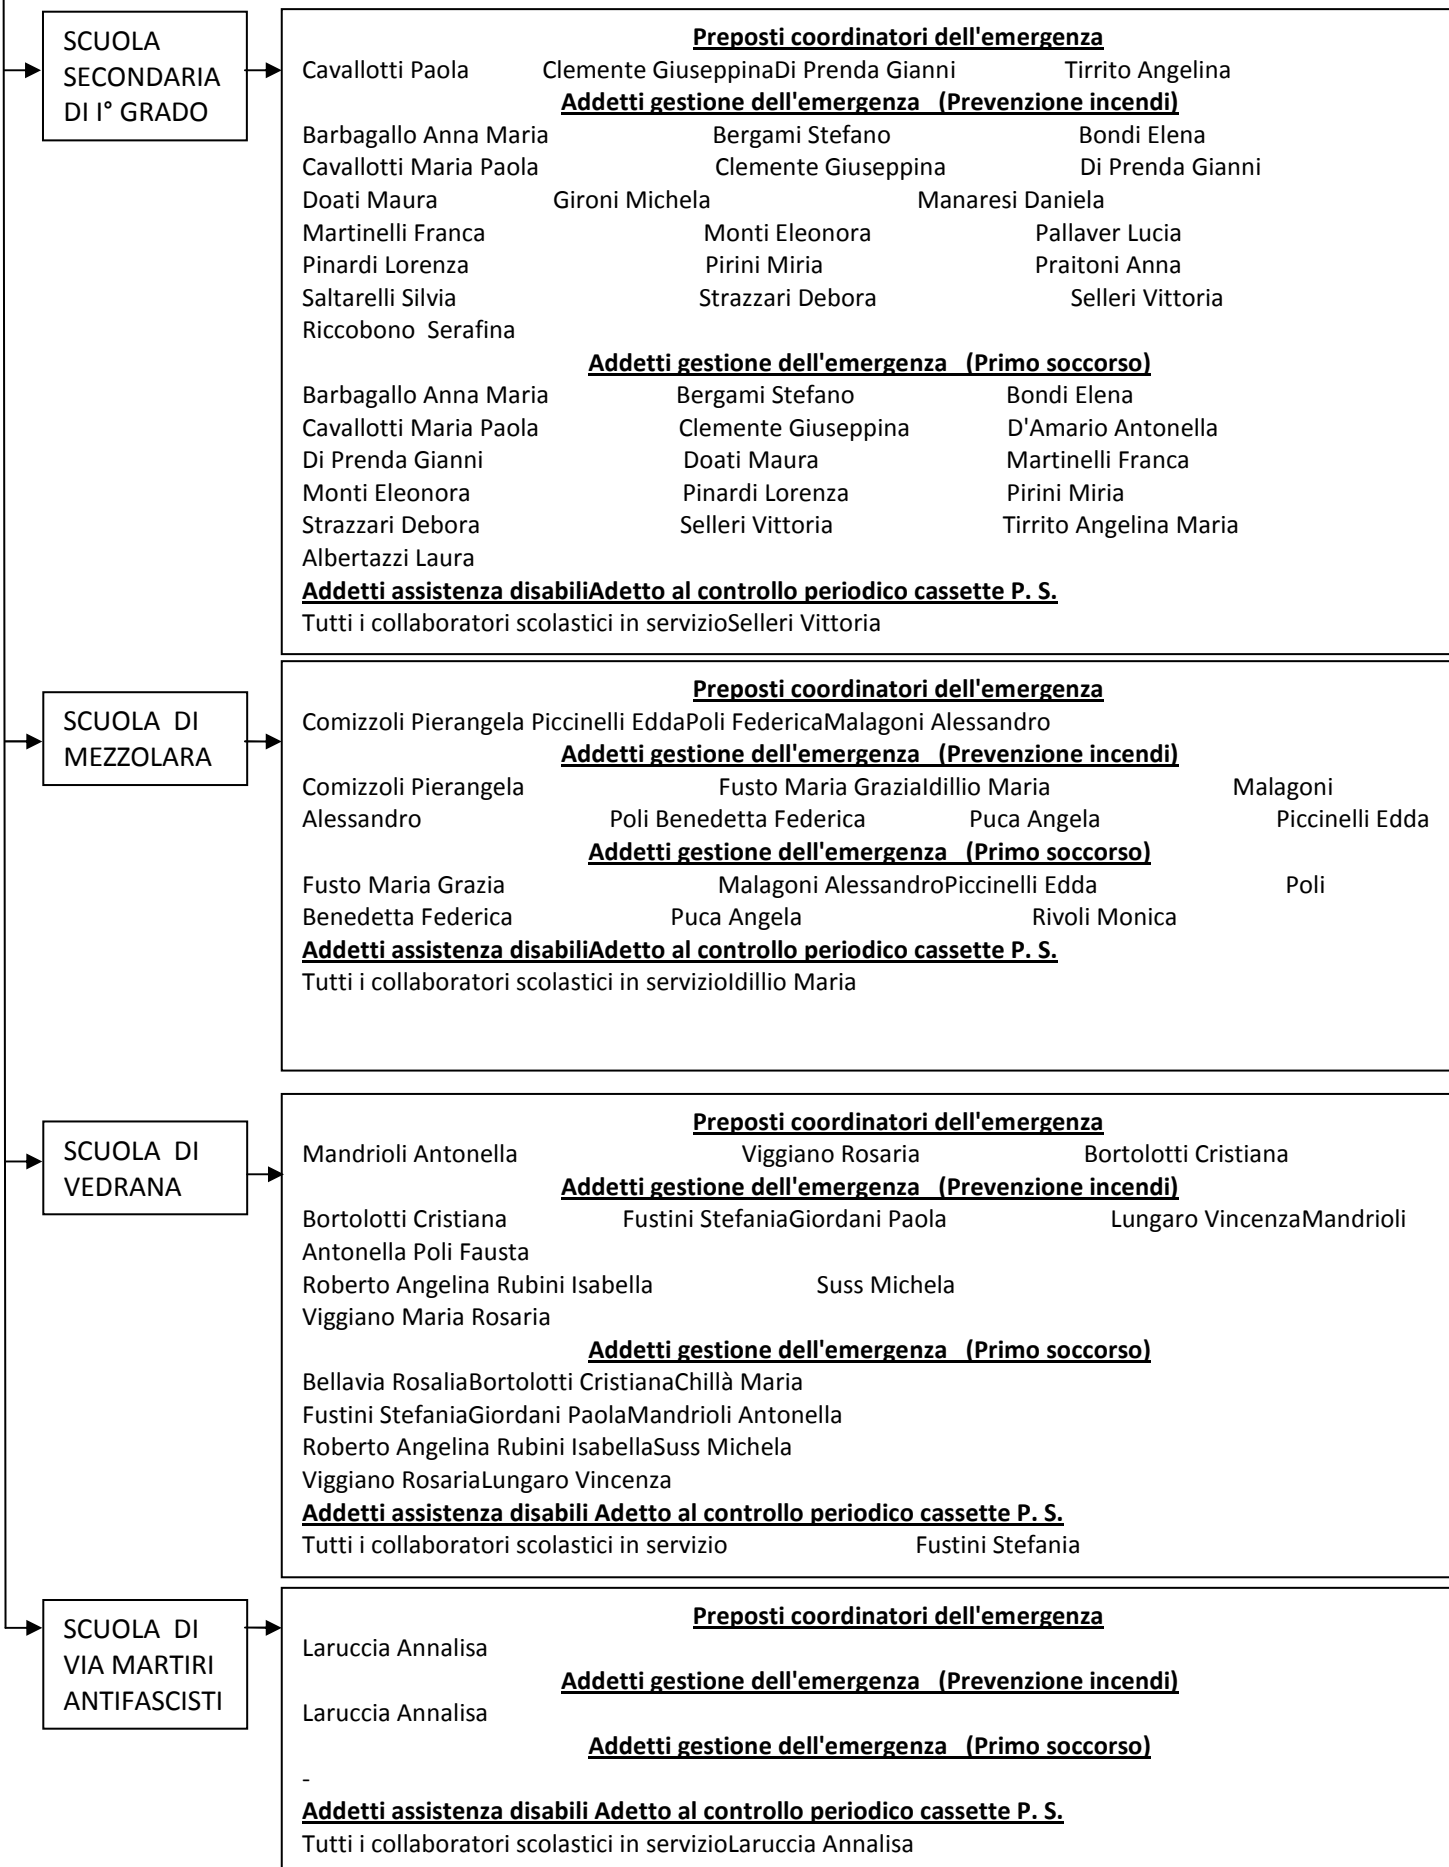 SCUOLA
SECONDARIA
DI I° GRADO
Preposti coordinatori dell'emergenza
Cavallotti Paola Clemente GiuseppinaDi Prenda Gianni Tirrito Angelina
Addetti gestione dell'emergenza (Prevenzione incendi)
Barbagallo Anna Maria Bergami Stefano Bondi Elena
Cavallotti Maria Paola Clemente Giuseppina Di Prenda Gianni
Doati Maura Gironi Michela Manaresi Daniela
Martinelli Franca Monti Eleonora Pallaver Lucia
Pinardi Lorenza Pirini Miria Praitoni Anna
Saltarelli Silvia Strazzari Debora Selleri Vittoria
Riccobono Serafina
Addetti gestione dell'emergenza (Primo soccorso)
Barbagallo Anna Maria Bergami Stefano Bondi Elena
Cavallotti Maria Paola Clemente Giuseppina D'Amario Antonella
Di Prenda Gianni Doati Maura Martinelli Franca
Monti Eleonora Pinardi Lorenza Pirini Miria
Strazzari Debora Selleri Vittoria Tirrito Angelina Maria
Albertazzi Laura
Addetti assistenza disabiliAdetto al controllo periodico cassette P. S.
Tutti i collaboratori scolastici in servizioSelleri Vittoria
SCUOLA DI
MEZZOLARA
Preposti coordinatori dell'emergenza
Comizzoli Pierangela Piccinelli EddaPoli FedericaMalagoni Alessandro
Addetti gestione dell'emergenza (Prevenzione incendi)
Comizzoli Pierangela Fusto Maria GraziaIdillio Maria Malagoni
Alessandro Poli Benedetta Federica Puca Angela Piccinelli Edda
Addetti gestione dell'emergenza (Primo soccorso)
Fusto Maria Grazia Malagoni AlessandroPiccinelli Edda Poli
Benedetta Federica Puca Angela Rivoli Monica
Addetti assistenza disabiliAdetto al controllo periodico cassette P. S.
Tutti i collaboratori scolastici in servizioIdillio Maria
SCUOLA DI
VEDRANA
Preposti coordinatori dell'emergenza
Mandrioli Antonella Viggiano Rosaria Bortolotti Cristiana
Addetti gestione dell'emergenza (Prevenzione incendi)
Bortolotti Cristiana Fustini StefaniaGiordani Paola Lungaro VincenzaMandrioli
Antonella Poli Fausta
Roberto Angelina Rubini Isabella Suss Michela
Viggiano Maria Rosaria
Addetti gestione dell'emergenza (Primo soccorso)
Bellavia RosaliaBortolotti CristianaChillà Maria
Fustini StefaniaGiordani PaolaMandrioli Antonella
Roberto Angelina Rubini IsabellaSuss Michela
Viggiano RosariaLungaro Vincenza
Addetti assistenza disabili Adetto al controllo periodico cassette P. S.
Tutti i collaboratori scolastici in servizio Fustini Stefania
SCUOLA DI
VIA MARTIRI
ANTIFASCISTI
Preposti coordinatori dell'emergenza
Laruccia Annalisa
Addetti gestione dell'emergenza (Prevenzione incendi)
Laruccia Annalisa
Addetti gestione dell'emergenza (Primo soccorso)
-
Addetti assistenza disabili Adetto al controllo periodico cassette P. S.
Tutti i collaboratori scolastici in servizioLaruccia Annalisa